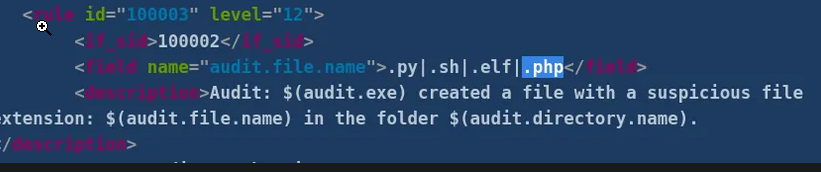 <rule id="100003" level="12">
<if_sid>100002</if_sid>
<field name="audit.file.name">.py|.sh|.elf|.php</field>
<description>Audit: $(audit.exe) created a file with a suspicious file
extension: $(audit.file.name) in the folder $(audit.directory.name).
</description>